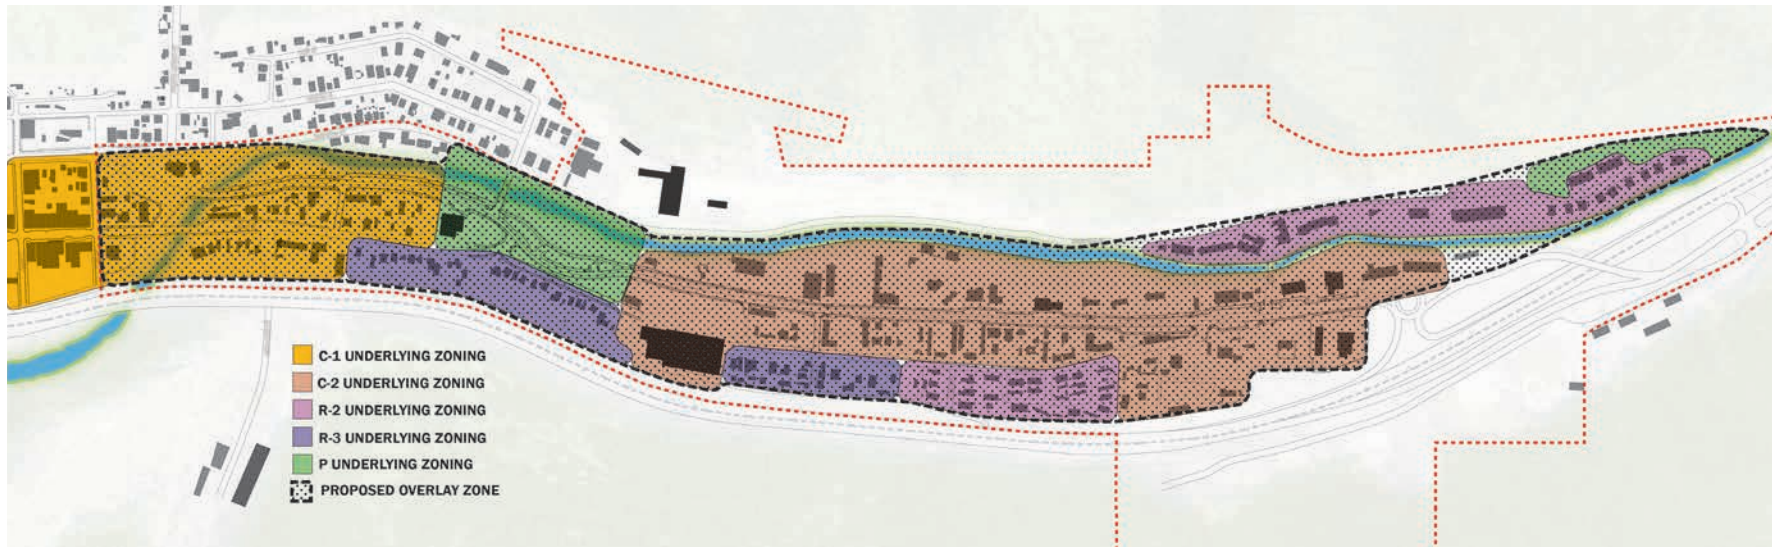 C-1 UNDERLYING ZONING
C-2 UNDERLYING ZONING
R-2 UNDERLYING ZONING
R-3 UNDERLYING ZONING
P UNDERLYING ZONING
PROPOSED OVERLAY ZONE